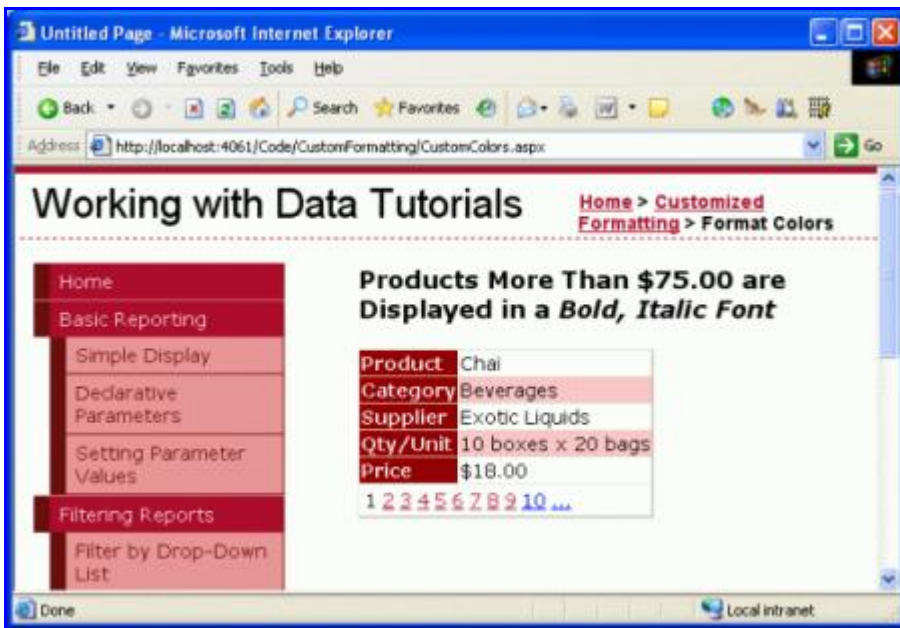 Untitled Page - Microsoft Internet Explorer
File Edit View Favorites Tools Help
Back Search Favorites
Address http://localhost:4061/Code/CustomFormatting/CustomColors.aspx Go
Working with Data Tutorials
Home > Customized
Formatting > Format Colors
Home
Basic Reporting
Simple Display
Declarative
Parameters
Setting Parameter
Values
Filtering Reports
Filter by Drop-Down
List
Products More Than $75.00 are
Displayed in a Bold, Italic Font
Product Chai
Category Beverages
Supplier Exotic Liquids
Qty/Unit 10 boxes x 20 bags
Price $18.00
1 2 3 4 5 6 7 8 9 10 ...
Done Local intranet